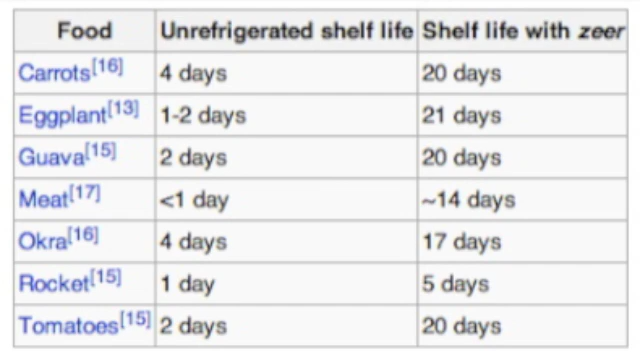 Food Unrefrigerated shelf life Shelf life with zeer
Carrots[16] 4 days 20 days
Eggplant[13] 1-2 days 21 days
Guava[15] 2 days 20 days
Meat[17] <1 day ~14 days
Okra[16] 4 days 17 days
Rocket[15] 1 day 5 days
Tomatoes[15] 2 days 20 days